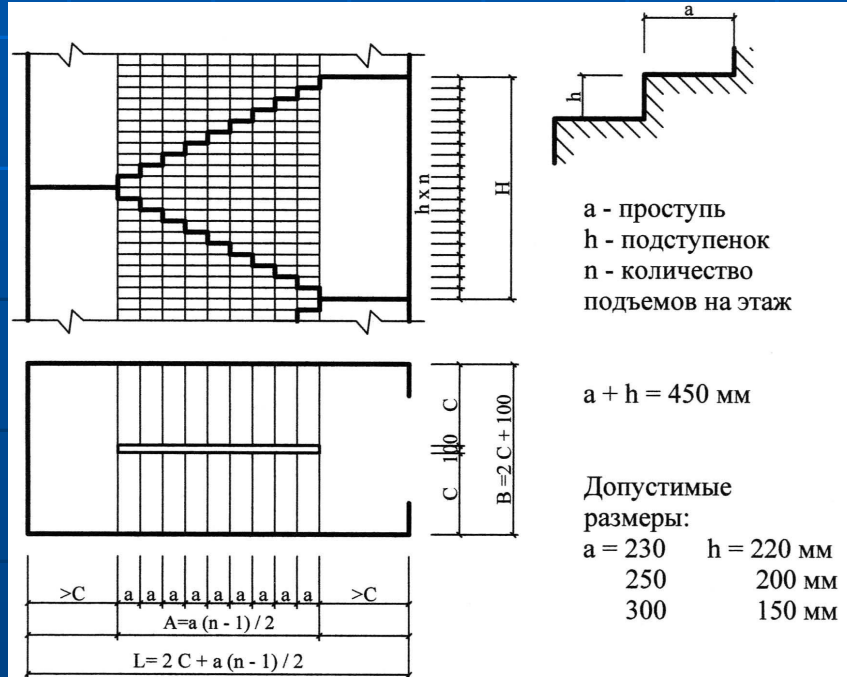 a
h
h x n
H
a - проступь
h - подступенок
n - количество
подъемов на этаж
C
100
C
B =2 C + 100
a + h = 450 мм
Допустимые
размеры:
a = 230 h = 220 мм
250 200 мм
300 150 мм
>C a a a a a a a a a >C
A=a (n - 1) / 2
L= 2 C + a (n - 1) / 2